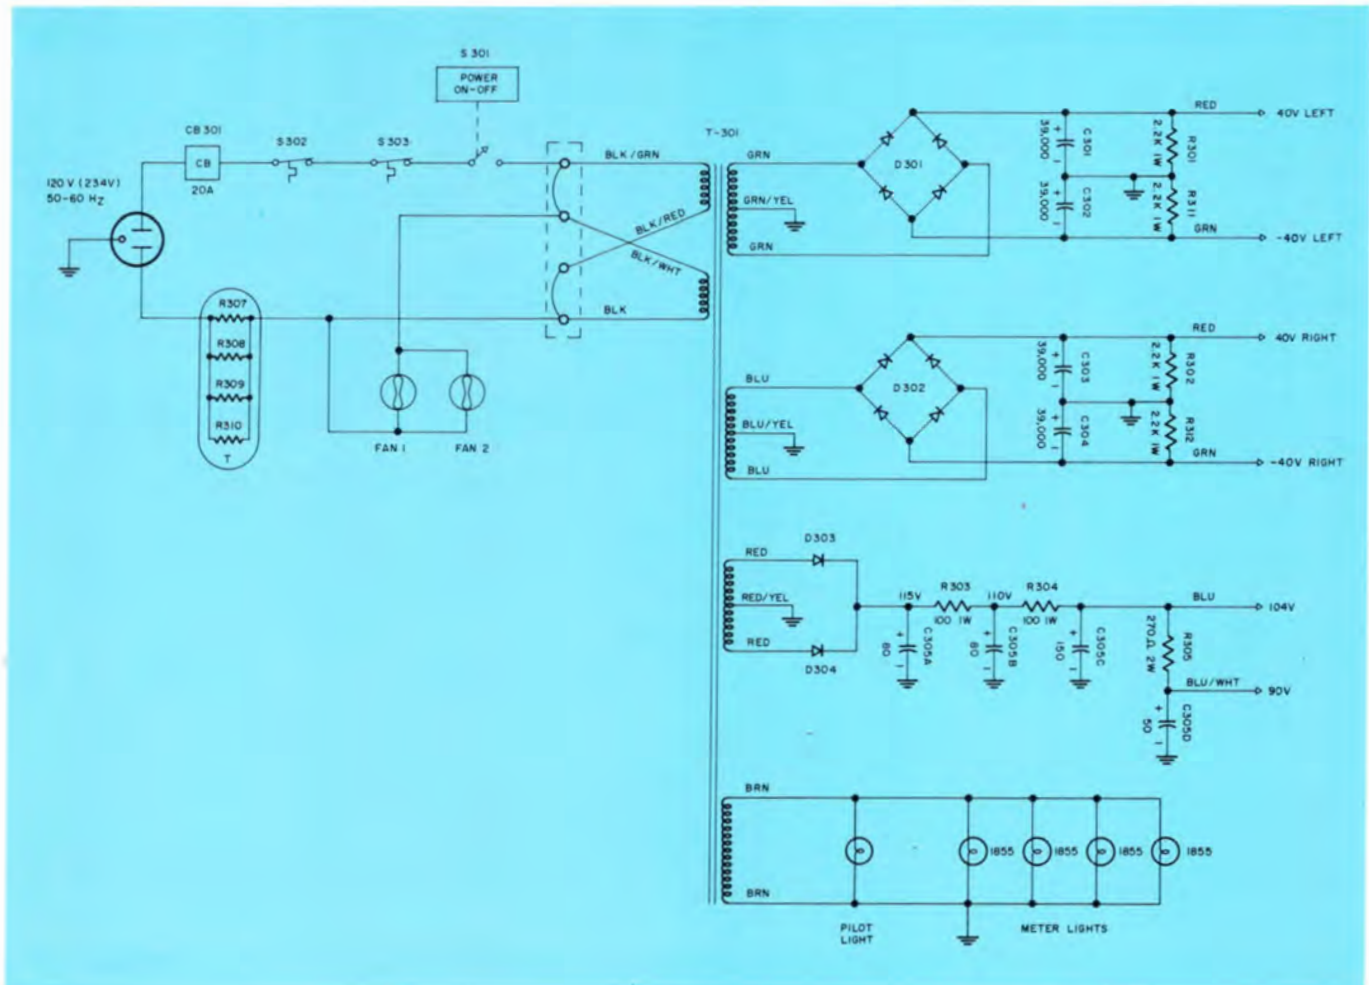 S 301
POWER
ON-OFF
CB 301
CB
20A
S302
S303
120 V (234V)
50-60 Hz
BLK/GRN
BLK/RED
BLK/WHT
BLK
R307
R308
R309
R310
T
FAN 1
FAN 2
T-301
GRN
GRN/YEL
GRN
D301
RED
40V LEFT
C301
39,000
+
-
C302
39,000
+
-
R301
2.2K 1W
R311
2.2K 1W
GRN
-40V LEFT
BLU
BLU/YEL
BLU
D302
RED
40V RIGHT
C303
39,000
+
-
C304
39,000
+
-
R302
2.2K 1W
R312
2.2K 1W
GRN
-40V RIGHT
RED
RED/YEL
RED
D303
D304
115V
R303
100 1W
110V
R304
100 1W
BLU
104V
C305A
80
+
-
C305B
80
+
-
C305C
150
+
-
R305
270Ω 2W
BLU/WHT
90V
C305D
50
+
-
BRN
BRN
1855
1855
1855
1855
PILOT
LIGHT
METER LIGHTS